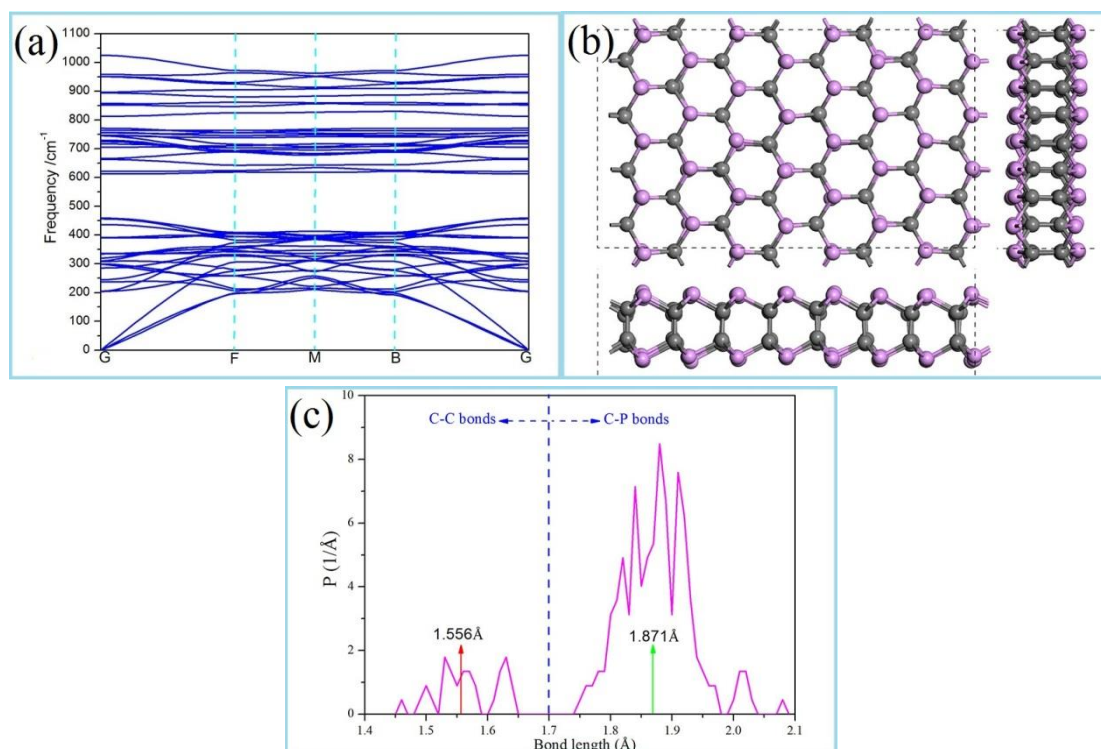 (a)
1100
1000
900
800
700
600
500
400
300
200
100
0
Frequency /cm-1
G F M B G
(b)
(c)
10
8
6
4
2
0
P (1/Å)
C-C bonds C-P bonds
1.556Å
1.871Å
1.4 1.5 1.6 1.7 1.8 1.9 2.0 2.1
Bond length (Å)